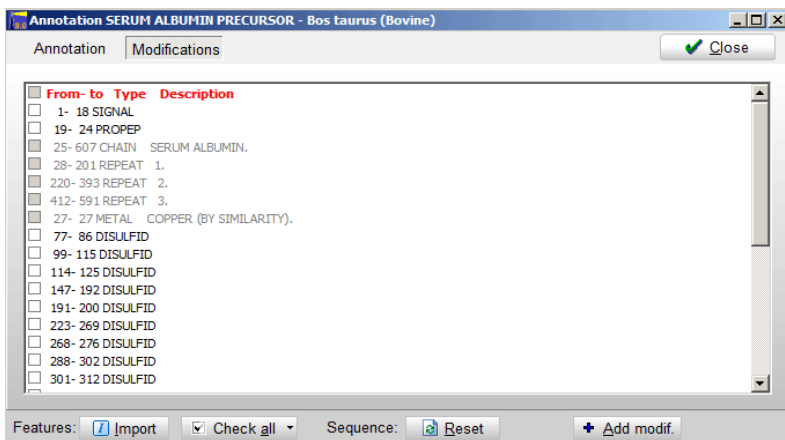 Annotation SERUM ALBUMIN PRECURSOR - Bos taurus (Bovine)
Annotation Modifications Close
From- to Type Description
1- 18 SIGNAL
19- 24 PROPEP
25- 607 CHAIN SERUM ALBUMIN.
28- 201 REPEAT 1.
220- 393 REPEAT 2.
412- 591 REPEAT 3.
27- 27 METAL COPPER (BY SIMILARITY).
77- 86 DISULFID
99- 115 DISULFID
114- 125 DISULFID
147- 192 DISULFID
191- 200 DISULFID
223- 269 DISULFID
268- 276 DISULFID
288- 302 DISULFID
301- 312 DISULFID
Features: Import Check all Sequence: Reset Add modif.